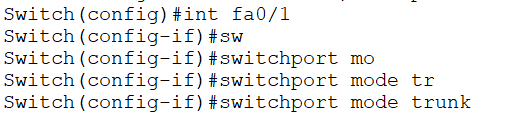 Switch(config)#int fa0/1
Switch(config-if)#sw
Switch(config-if)#switchport mo
Switch(config-if)#switchport mode tr
Switch(config-if)#switchport mode trunk